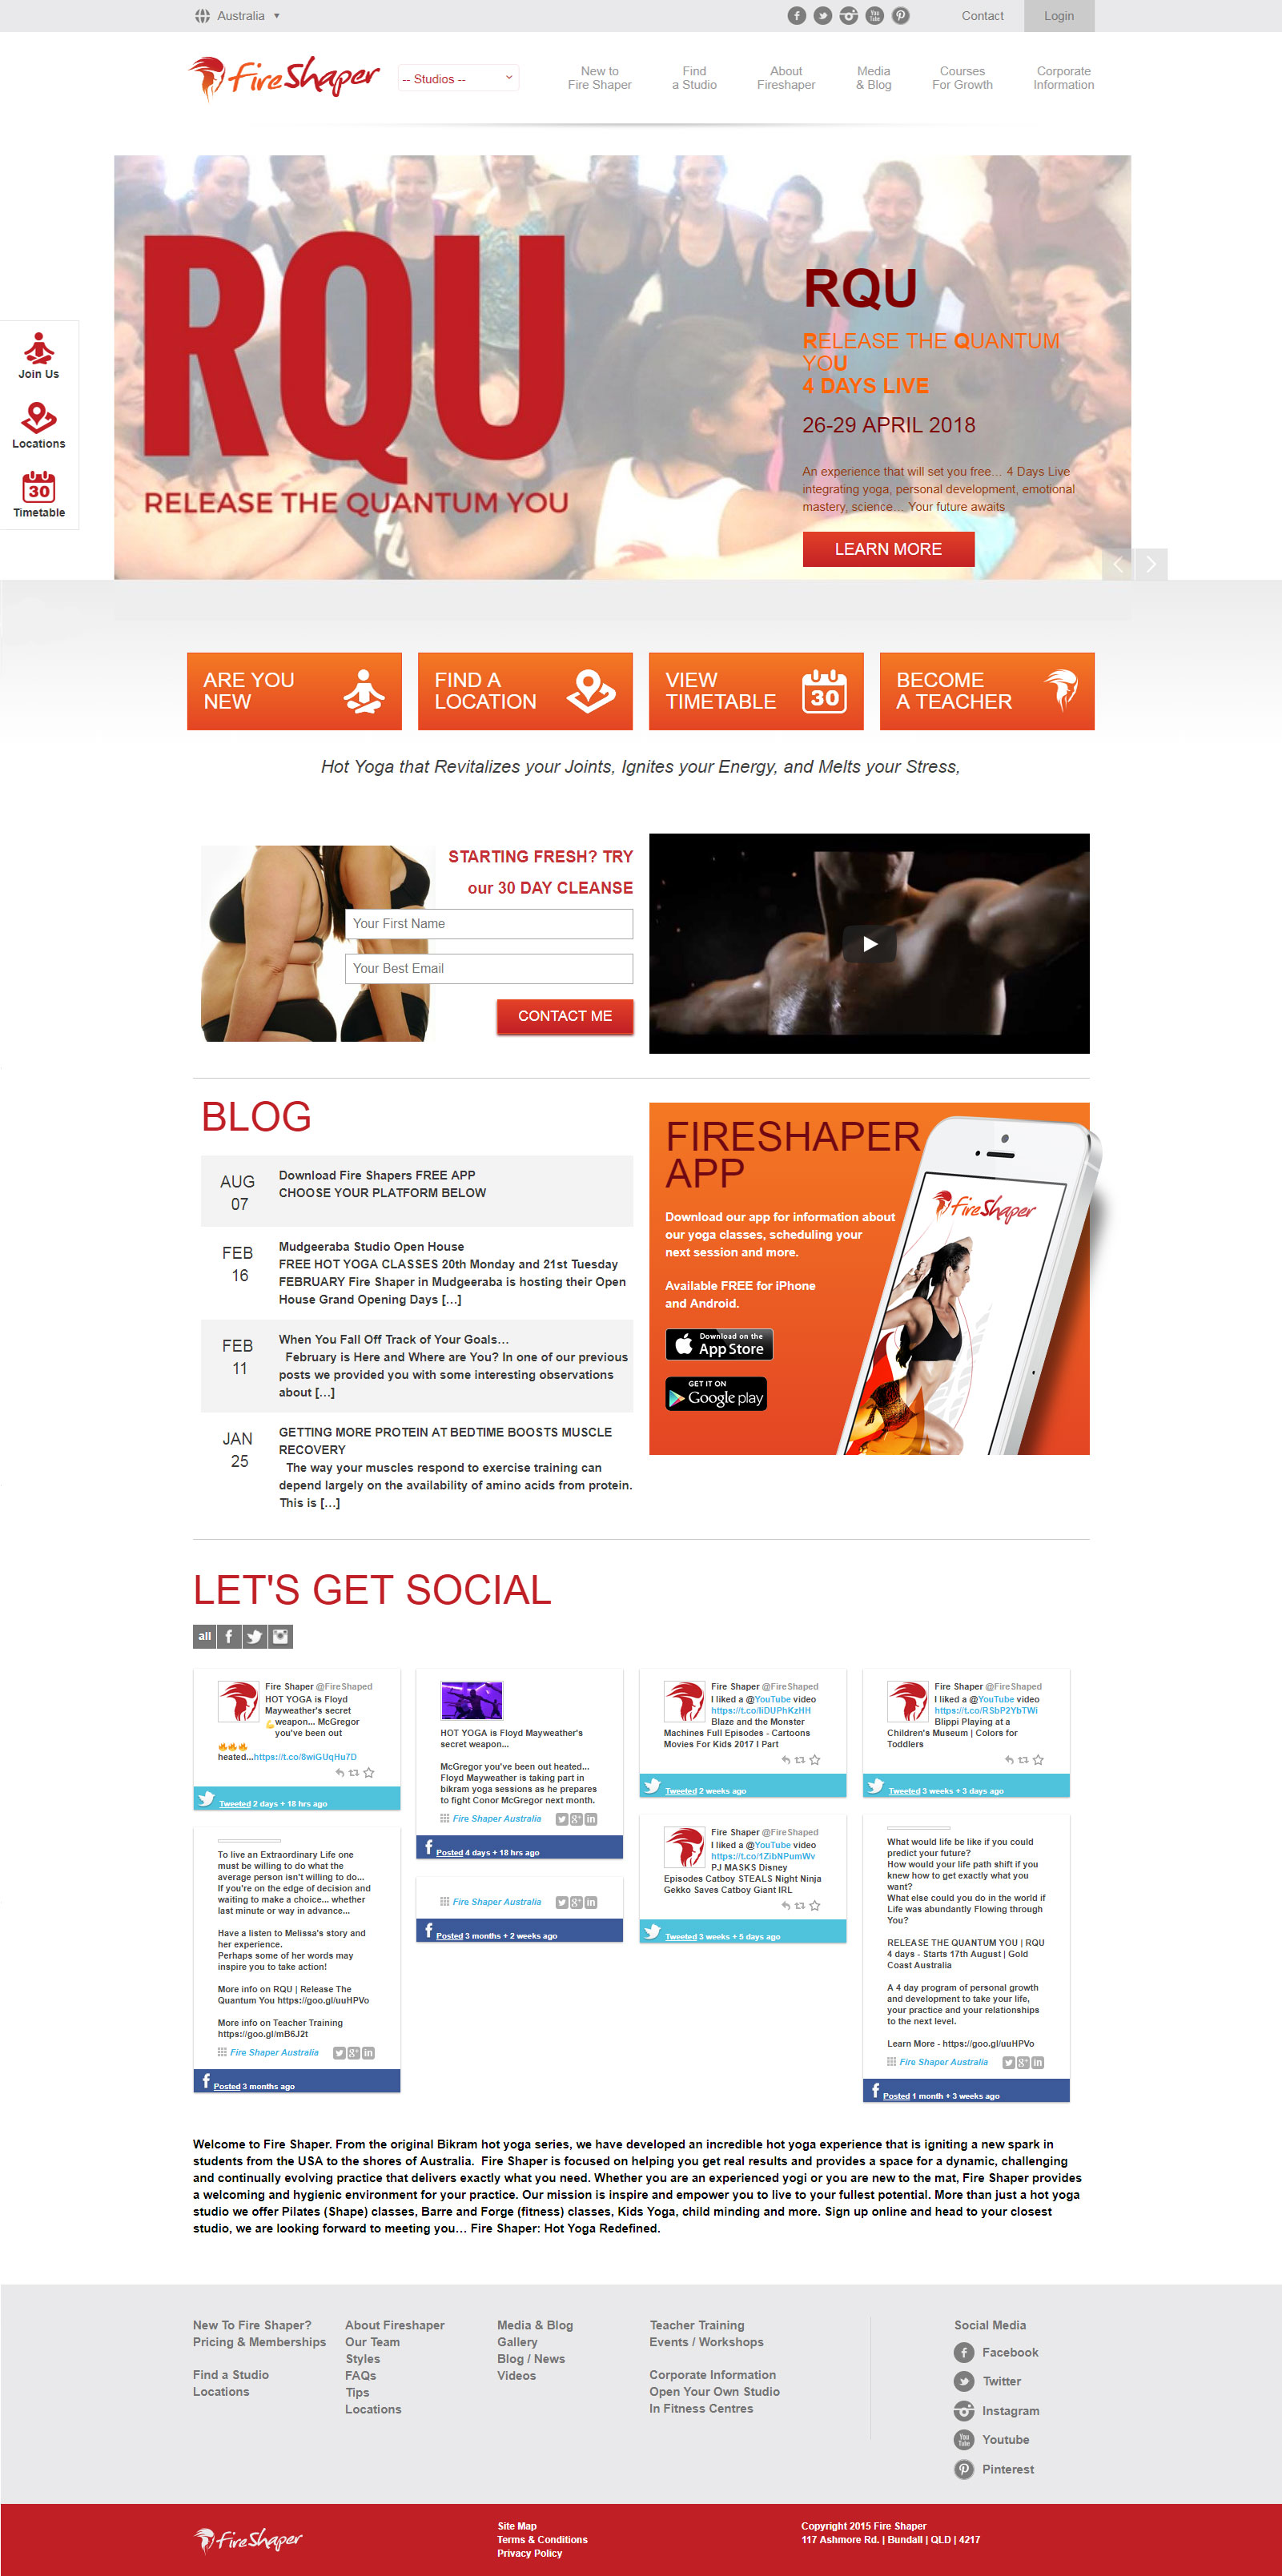 Australia
Contact
Login
Fire Shaper
-- Studios --
New to
Fire Shaper
Find
a Studio
About
Fireshaper
Media
& Blog
Courses
For Growth
Corporate
Information
RQU
RELEASE THE QUANTUM YOU
RQU
RELEASE THE QUANTUM
YOU
4 DAYS LIVE
26-29 APRIL 2018
An experience that will set you free… 4 Days Live
integrating yoga, personal development, emotional
mastery, science… Your future awaits
LEARN MORE
Join Us
Locations
30
Timetable
ARE YOU
NEW
FIND A
LOCATION
VIEW
TIMETABLE
30
BECOME
A TEACHER
Hot Yoga that Revitalizes your Joints, Ignites your Energy, and Melts your Stress,
STARTING FRESH? TRY
our 30 DAY CLEANSE
Your First Name
Your Best Email
CONTACT ME
BLOG
AUG
07
Download Fire Shapers FREE APP
CHOOSE YOUR PLATFORM BELOW
FEB
16
Mudgeeraba Studio Open House
FREE HOT YOGA CLASSES 20th Monday and 21st Tuesday
FEBRUARY Fire Shaper in Mudgeeraba is hosting their Open
House Grand Opening Days […]
FEB
11
When You Fall Off Track of Your Goals…
February is Here and Where are You? In one of our previous
posts we provided you with some interesting observations
about […]
JAN
25
GETTING MORE PROTEIN AT BEDTIME BOOSTS MUSCLE
RECOVERY
The way your muscles respond to exercise training can
depend largely on the availability of amino acids from protein.
This is […]
FIRESHAPER
APP
Download our app for information about
our yoga classes, scheduling your
next session and more.
Available FREE for iPhone
and Android.
Download on the
App Store
GET IT ON
Google play
Fire Shaper
LET'S GET SOCIAL
all
Fire Shaper @FireShaped
HOT YOGA is Floyd
Mayweather's secret
💪weapon... McGregor
you've been out
🔥🔥🔥
heated...https://t.co/8wiGUqHu7D
Tweeted 2 days + 18 hrs ago
To live an Extraordinary Life one
must be willing to do what the
average person isn't willing to do...
If you're on the edge of decision and
waiting to make a choice... whether
last minute or way in advance...
Have a listen to Melissa's story and
her experience.
Perhaps some of her words may
inspire you to take action!
More info on RQU | Release The
Quantum You https://goo.gl/uuHPVo
More info on Teacher Training
https://goo.gl/mB6J2t
Fire Shaper Australia
Posted 3 months ago
HOT YOGA is Floyd Mayweather's
secret weapon...
McGregor you've been out heated...
Floyd Mayweather is taking part in
bikram yoga sessions as he prepares
to fight Conor McGregor next month.
Fire Shaper Australia
Posted 4 days + 18 hrs ago
Fire Shaper Australia
Posted 3 months + 2 weeks ago
Fire Shaper @FireShaped
I liked a @YouTube video
https://t.co/liDUPhKzHH
Blaze and the Monster
Machines Full Episodes - Cartoons
Movies For Kids 2017 I Part
Tweeted 2 weeks ago
Fire Shaper @FireShaped
I liked a @YouTube video
https://t.co/1ZibNPumWv
PJ MASKS Disney
Episodes Catboy STEALS Night Ninja
Gekko Saves Catboy Giant IRL
Tweeted 3 weeks + 5 days ago
Fire Shaper @FireShaped
I liked a @YouTube video
https://t.co/RSbP2YbTWi
Blippi Playing at a
Children's Museum | Colors for
Toddlers
Tweeted 3 weeks + 3 days ago
What would life be like if you could
predict your future?
How would your life path shift if you
knew how to get exactly what you
want?
What else could you do in the world if
Life was abundantly Flowing through
You?
RELEASE THE QUANTUM YOU | RQU
4 days - Starts 17th August | Gold
Coast Australia
A 4 day program of personal growth
and development to take your life,
your practice and your relationships
to the next level.
Learn More - https://goo.gl/uuHPVo
Fire Shaper Australia
Posted 1 month + 3 weeks ago
Welcome to Fire Shaper. From the original Bikram hot yoga series, we have developed an incredible hot yoga experience that is igniting a new spark in
students from the USA to the shores of Australia.  Fire Shaper is focused on helping you get real results and provides a space for a dynamic, challenging
and continually evolving practice that delivers exactly what you need. Whether you are an experienced yogi or you are new to the mat, Fire Shaper provides
a welcoming and hygienic environment for your practice. Our mission is inspire and empower you to live to your fullest potential. More than just a hot yoga
studio we offer Pilates (Shape) classes, Barre and Forge (fitness) classes, Kids Yoga, child minding and more. Sign up online and head to your closest
studio, we are looking forward to meeting you… Fire Shaper: Hot Yoga Redefined.
New To Fire Shaper?
Pricing & Memberships
Find a Studio
Locations
About Fireshaper
Our Team
Styles
FAQs
Tips
Locations
Media & Blog
Gallery
Blog / News
Videos
Teacher Training
Events / Workshops
Corporate Information
Open Your Own Studio
In Fitness Centres
Social Media
Facebook
Twitter
Instagram
Youtube
Pinterest
Fire Shaper
Site Map
Terms & Conditions
Privacy Policy
Copyright 2015 Fire Shaper
117 Ashmore Rd. | Bundall | QLD | 4217